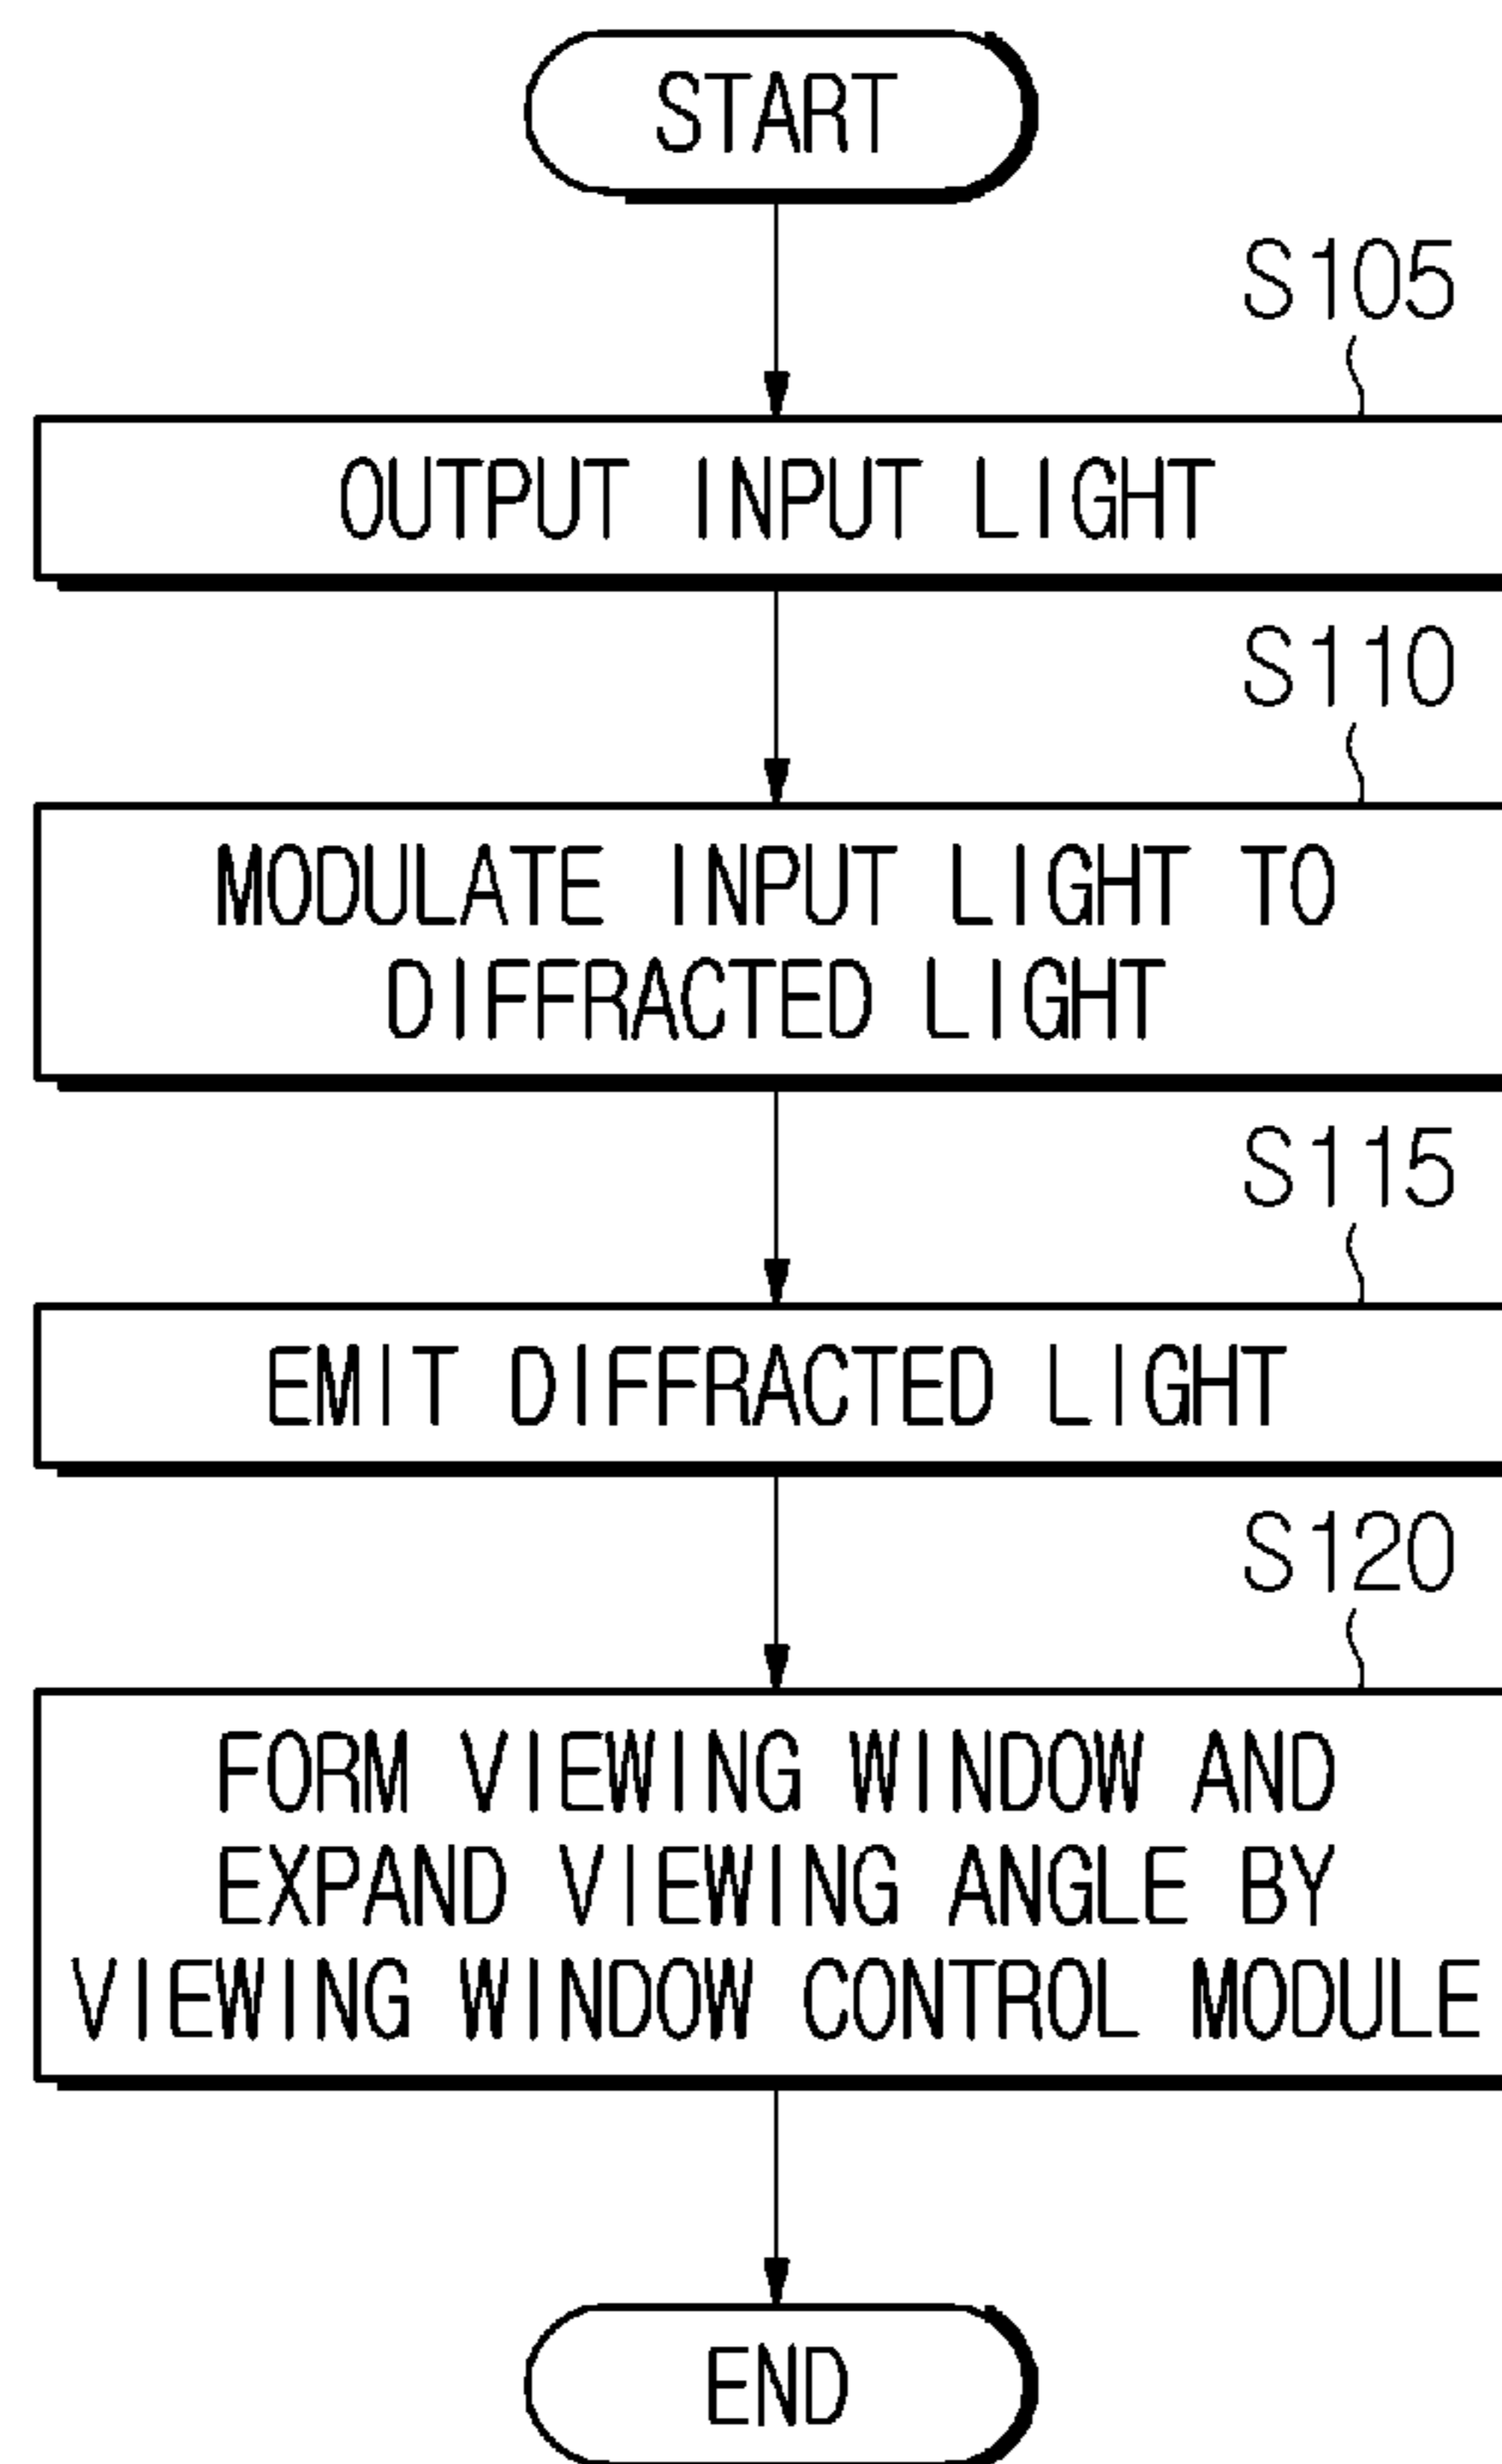 START
S105
OUTPUT INPUT LIGHT
S110
MODULATE INPUT LIGHT TO
DIFFRACTED LIGHT
S115
EMIT DIFFRACTED LIGHT
S120
FORM VIEWING WINDOW AND
EXPAND VIEWING ANGLE BY
VIEWING WINDOW CONTROL MODULE
END